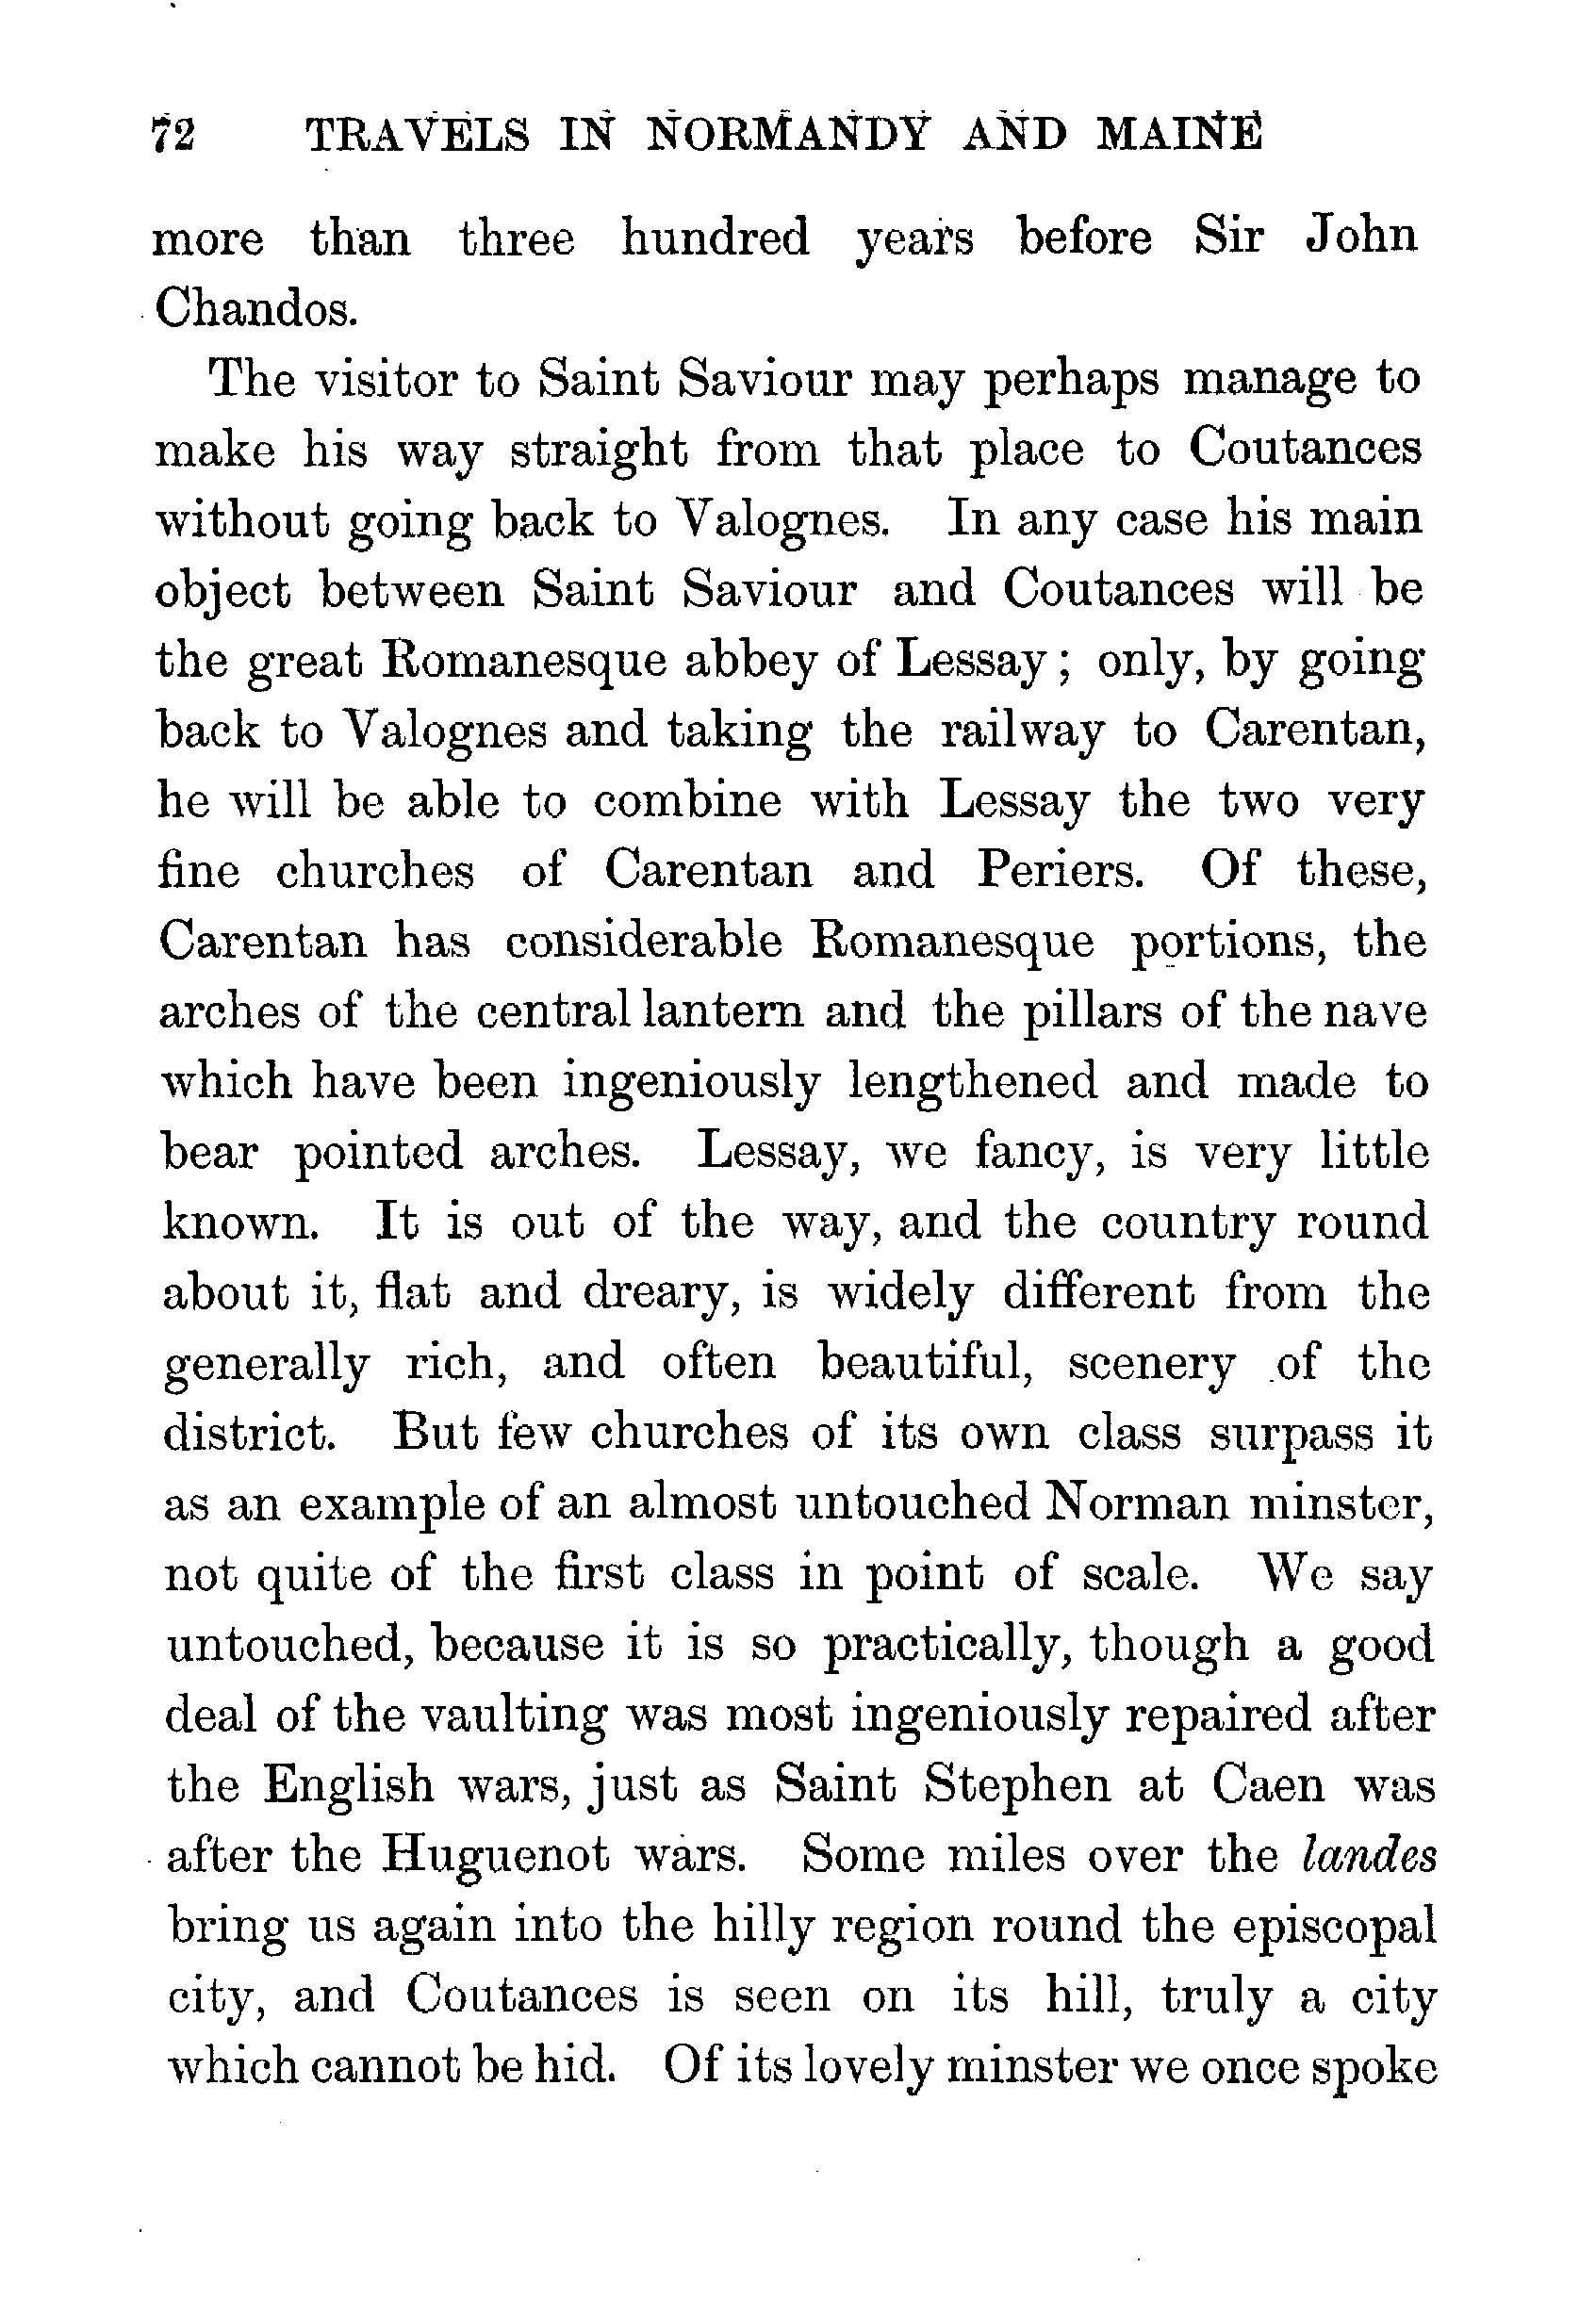 72 TRAVELS IN NORMANDY AND MAINE
more than three hundred years before Sir John
Chandos.
The visitor to Saint Saviour may perhaps manage to
make his way straight from that place to Coutances
without going back to Valognes. In any case his main
object between Saint Saviour and Coutances will be
the great Romanesque abbey of Lessay; only, by going
back to Valognes and taking the railway to Carentan,
he will be able to combine with Lessay the two very
fine churches of Carentan and Periers. Of these,
Carentan has considerable Romanesque portions, the
arches of the central lantern and the pillars of the nave
which have been ingeniously lengthened and made to
bear pointed arches. Lessay, we fancy, is very little
known. It is out of the way, and the country round
about it, flat and dreary, is widely different from the
generally rich, and often beautiful, scenery of the
district. But few churches of its own class surpass it
as an example of an almost untouched Norman minster,
not quite of the first class in point of scale. We say
untouched, because it is so practically, though a good
deal of the vaulting was most ingeniously repaired after
the English wars, just as Saint Stephen at Caen was
after the Huguenot wars. Some miles over the landes
bring us again into the hilly region round the episcopal
city, and Coutances is seen on its hill, truly a city
which cannot be hid. Of its lovely minster we once spoke